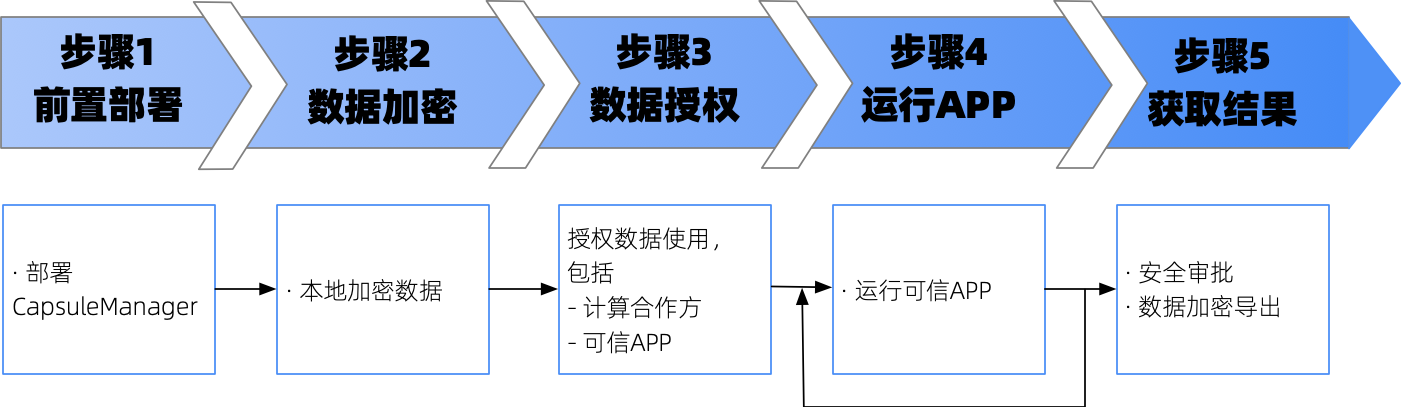 步骤1
前置部署
步骤2
数据加密
步骤3
数据授权
步骤4
运行APP
步骤5
获取结果
· 部署
CapsuleManager
· 本地加密数据
授权数据使用，
包括
- 计算合作方
- 可信APP
· 运行可信APP
· 安全审批
· 数据加密导出